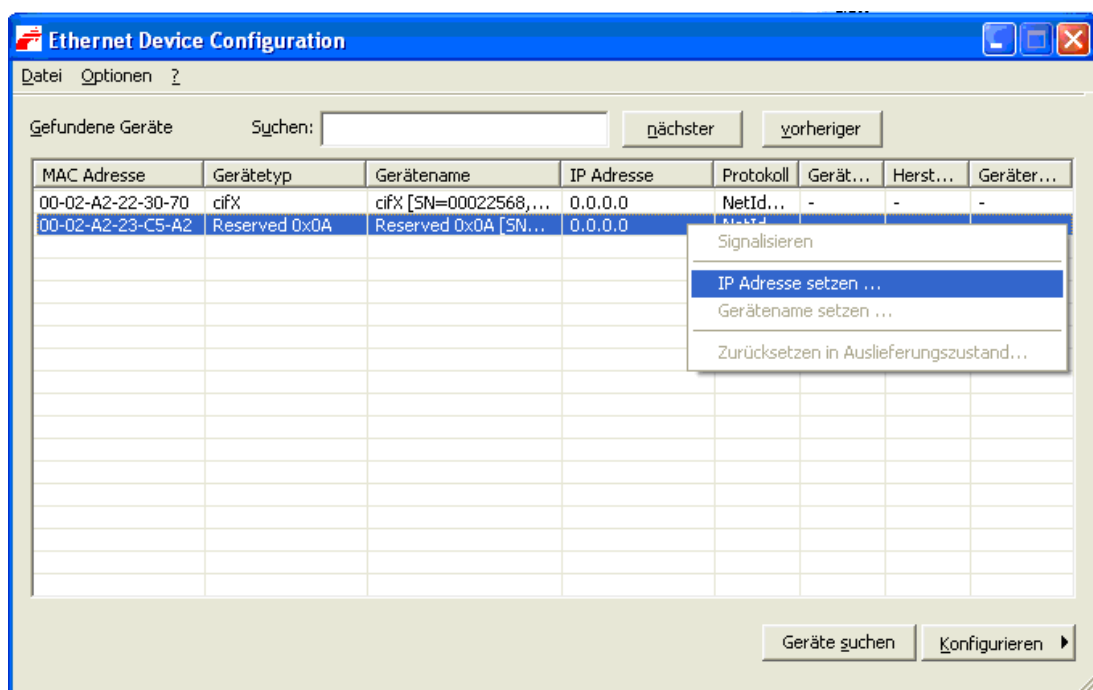 Ethernet Device Configuration
Datei Optionen ?
Gefundene Geräte Suchen: nächster vorheriger
MAC Adresse Gerätetyp Gerätename IP Adresse Protokoll Gerät... Herst... Geräter...
00-02-A2-22-30-70 cifX cifX [SN=00022568,... 0.0.0.0 NetId... - - -
00-02-A2-23-C5-A2 Reserved 0x0A Reserved 0x0A [SN... 0.0.0.0
Signalisieren
IP Adresse setzen ...
Gerätename setzen ...
Zurücksetzen in Auslieferungszustand...
Geräte suchen Konfigurieren